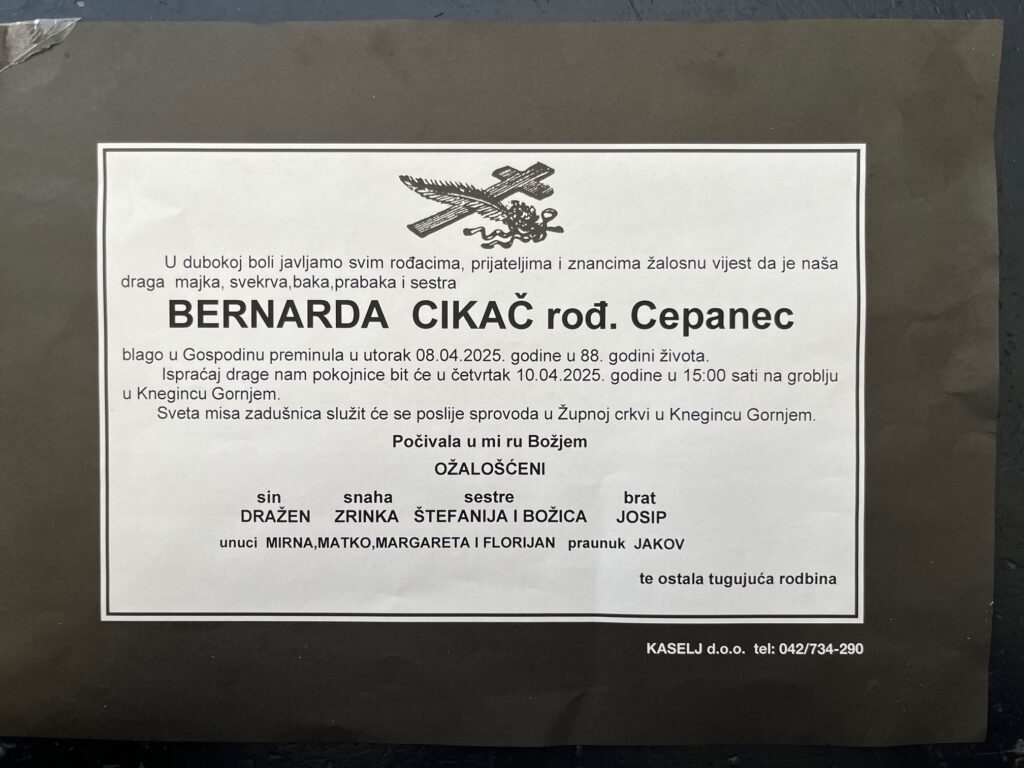 U dubokoj boli javljamo svim rođacima, prijateljima i znancima žalosnu vijest da je naša
draga majka, svekrva,baka,prabaka i sestra
BERNARDA CIKAČ rođ. Cepanec
blago u Gospodinu preminula u utorak 08.04.2025. godine u 88. godini života.
Ispraćaj drage nam pokojnice bit će u četvrtak 10.04.2025. godine u 15:00 sati na groblju
u Knegincu Gornjem.
Sveta misa zadušnica služit će se poslije sprovoda u Župnoj crkvi u Knegincu Gornjem.
Počivala u mi ru Božjem
OŽALOŠĆENI
sin snaha sestre brat
DRAŽEN ZRINKA ŠTEFANIJA I BOŽICA JOSIP
unuci MIRNA,MATKO,MARGARETA I FLORIJAN praunuk JAKOV
te ostala tugujuća rodbina
KASELJ d.o.o. tel: 042/734-290